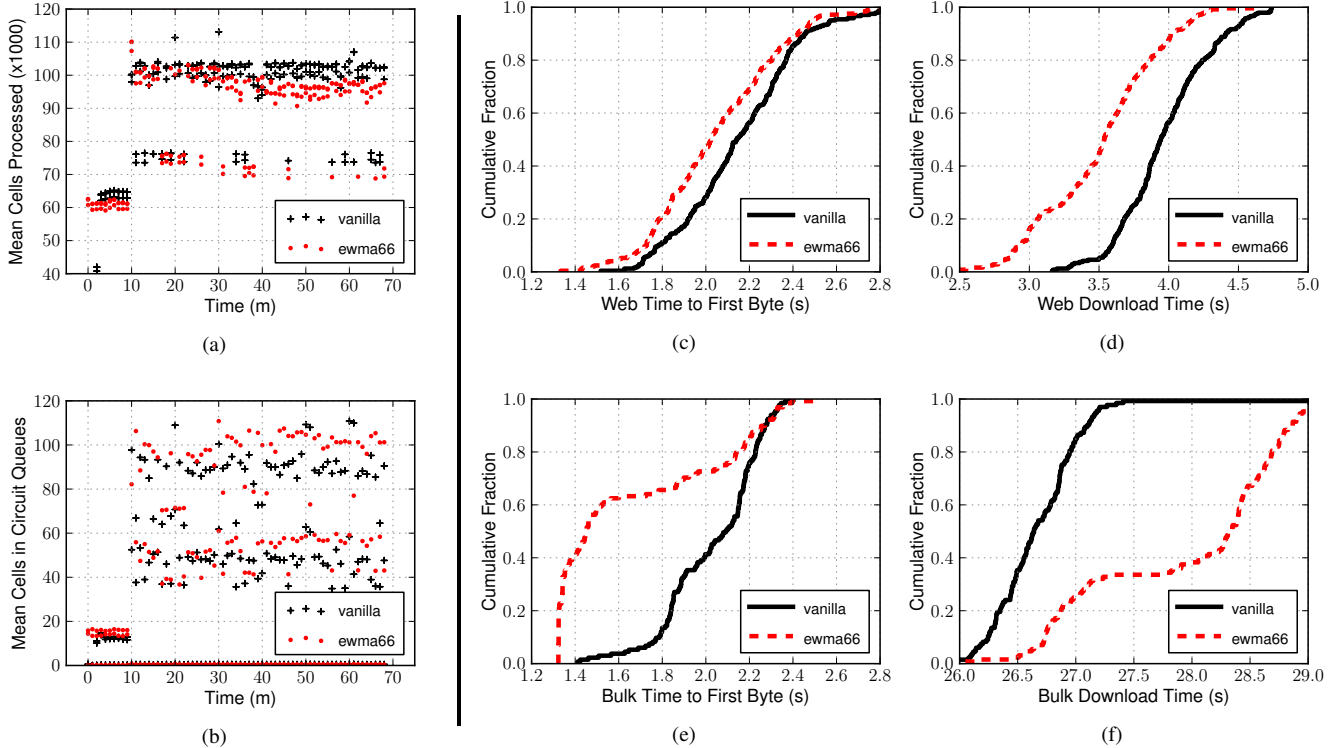 120
110
100
90
80
70
60
50
40
Mean Cells Processed (x1000)
0 10 20 30 40 50 60 70
Time (m)
vanilla
ewma66
(a)
1.0
0.8
0.6
0.4
0.2
0.0
Cumulative Fraction
1.2 1.4 1.6 1.8 2.0 2.2 2.4 2.6 2.8
Web Time to First Byte (s)
vanilla
ewma66
(c)
1.0
0.8
0.6
0.4
0.2
0.0
Cumulative Fraction
2.5 3.0 3.5 4.0 4.5 5.0
Web Download Time (s)
vanilla
ewma66
(d)
120
100
80
60
40
20
0
Mean Cells in Circuit Queues
0 10 20 30 40 50 60 70
Time (m)
vanilla
ewma66
(b)
1.0
0.8
0.6
0.4
0.2
0.0
Cumulative Fraction
1.2 1.4 1.6 1.8 2.0 2.2 2.4 2.6 2.8
Bulk Time to First Byte (s)
vanilla
ewma66
(e)
1.0
0.8
0.6
0.4
0.2
0.0
Cumulative Fraction
26.0 26.5 27.0 27.5 28.0 28.5 29.0
Bulk Download Time (s)
vanilla
ewma66
(f)